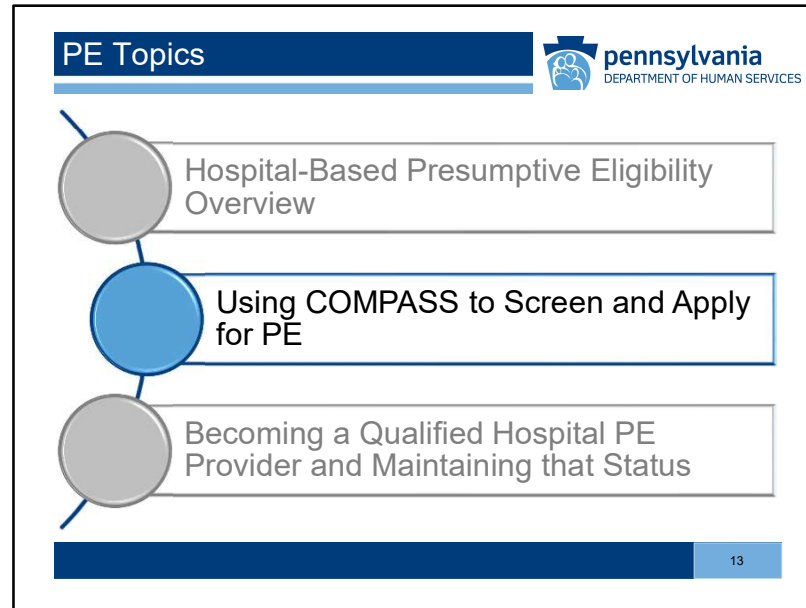 PE Topics
pennsylvania
DEPARTMENT OF HUMAN SERVICES
Hospital-Based Presumptive Eligibility
Overview
Using COMPASS to Screen and Apply
for PE
Becoming a Qualified Hospital PE
Provider and Maintaining that Status
13